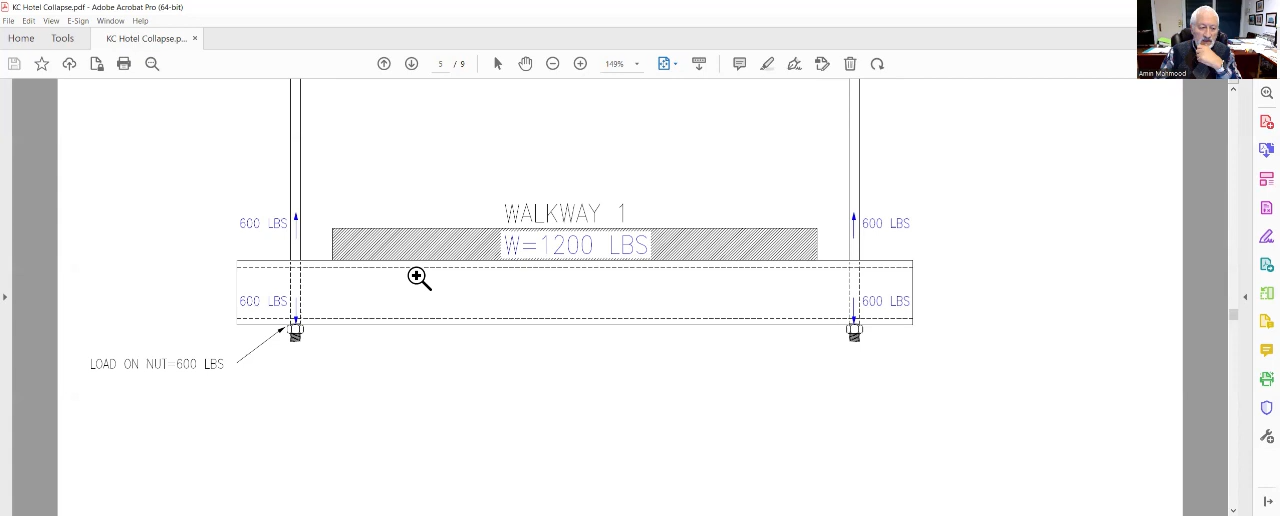 KC Hotel Collapse.pdf - Adobe Acrobat Pro (64-bit)
File Edit View E-Sign Window Help
Home Tools KC Hotel Collapse.p... ×
149%
Amin Mahmood
WALKWAY 1
600 LBS 600 LBS
W=1200 LBS
600 LBS 600 LBS
LOAD ON NUT=600 LBS